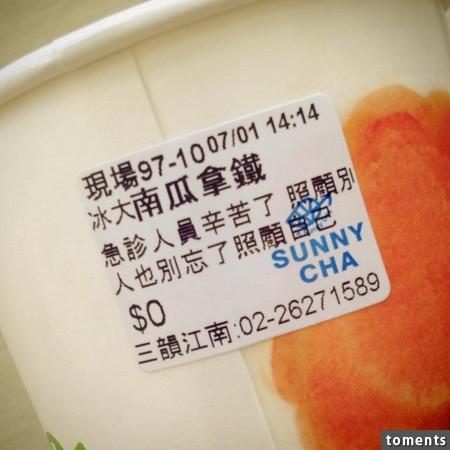 現場97-10 07/01 14:14
冰大南瓜拿鐵
急診人員辛苦了 照顧別
人也別忘了照顧自己
SUNNY
CHA
$0
三韻江南:02-26271589
toments